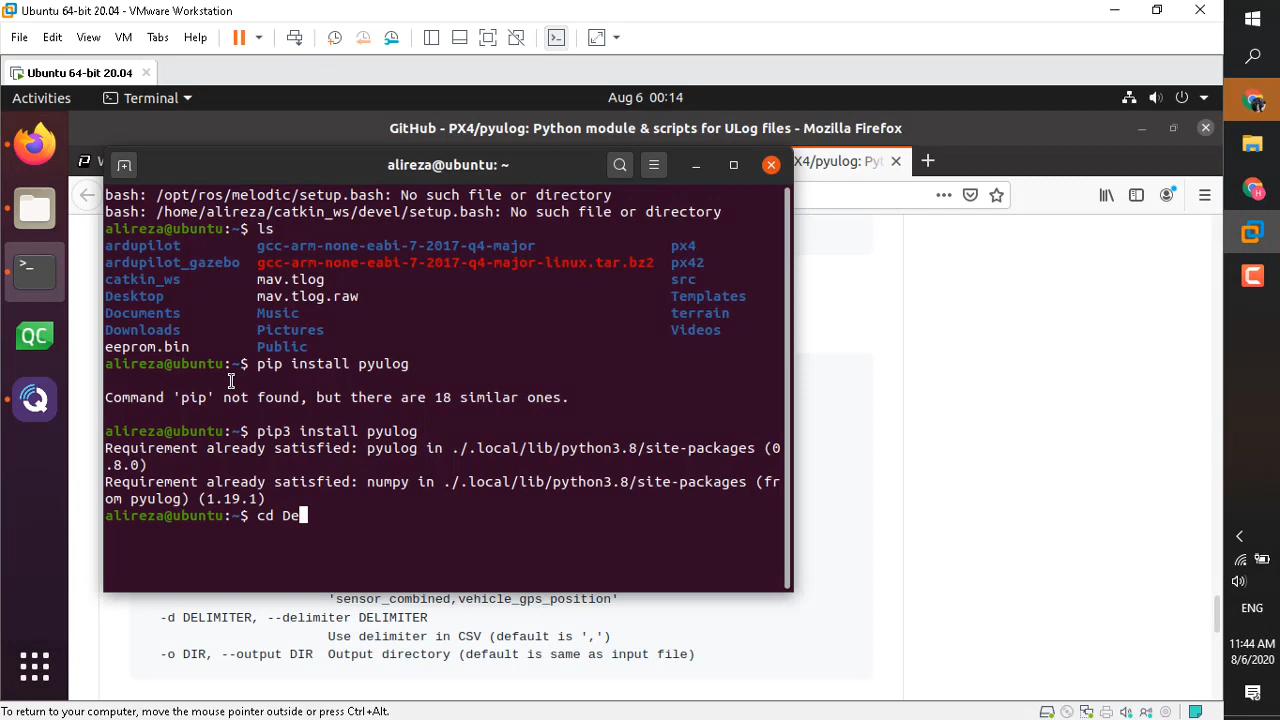 Ubuntu 64-bit 20.04 - VMware Workstation
File Edit View VM Tabs Help
Ubuntu 64-bit 20.04
Activities Terminal Aug 6 00:14
GitHub - PX4/pyulog: Python module & scripts for ULog files - Mozilla Firefox
alireza@ubuntu: ~
X4/pyulog: Pyt
bash: /opt/ros/melodic/setup.bash: No such file or directory
bash: /home/alireza/catkin_ws/devel/setup.bash: No such file or directory
alireza@ubuntu:~$ ls
ardupilot gcc-arm-none-eabi-7-2017-q4-major px4
ardupilot_gazebo gcc-arm-none-eabi-7-2017-q4-major-linux.tar.bz2 px42
catkin_ws mav.tlog src
Desktop mav.tlog.raw Templates
Documents Music terrain
Downloads Pictures Videos
eeprom.bin Public
alireza@ubuntu:~$ pip install pyulog
Command 'pip' not found, but there are 18 similar ones.
alireza@ubuntu:~$ pip3 install pyulog
Requirement already satisfied: pyulog in ./.local/lib/python3.8/site-packages (0
.8.0)
Requirement already satisfied: numpy in ./.local/lib/python3.8/site-packages (fr
om pyulog) (1.19.1)
alireza@ubuntu:~$ cd De
'sensor_combined,vehicle_gps_position'
-d DELIMITER, --delimiter DELIMITER
Use delimiter in CSV (default is ',')
-o DIR, --output DIR Output directory (default is same as input file)
QC
ENG
11:44 AM
8/6/2020
To return to your computer, move the mouse pointer outside or press Ctrl+Alt.